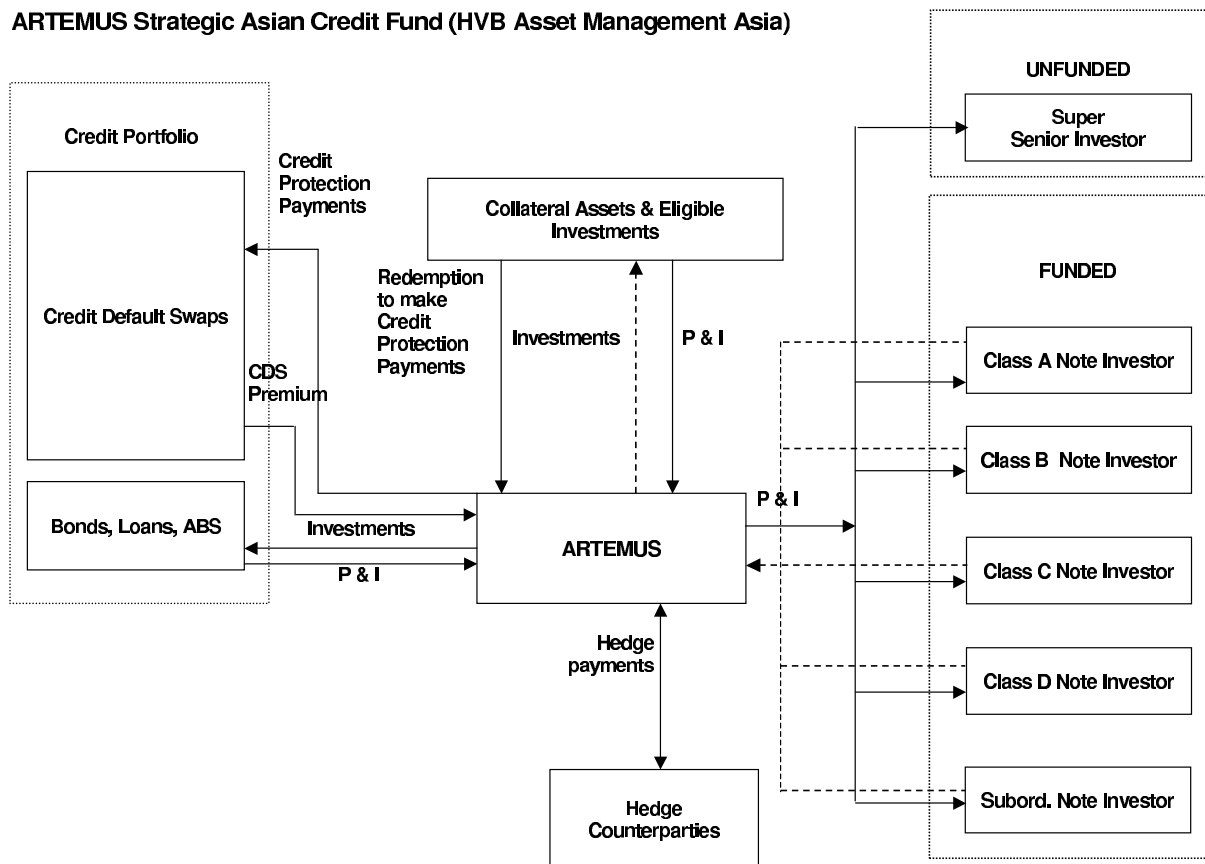 ARTEMUS Strategic Asian Credit Fund (HVB Asset Management Asia)
Credit Portfolio
Credit Default Swaps
Bonds, Loans, ABS
Credit
Protection
Payments
CDS
Premium
Investments
P & I
Collateral Assets & Eligible
Investments
Redemption
to make
Credit
Protection
Payments
Investments
P & I
ARTEMUS
P & I
Hedge
payments
Hedge
Counterparties
UNFUNDED
Super
Senior Investor
FUNDED
Class A Note Investor
Class B Note Investor
Class C Note Investor
Class D Note Investor
Subord. Note Investor